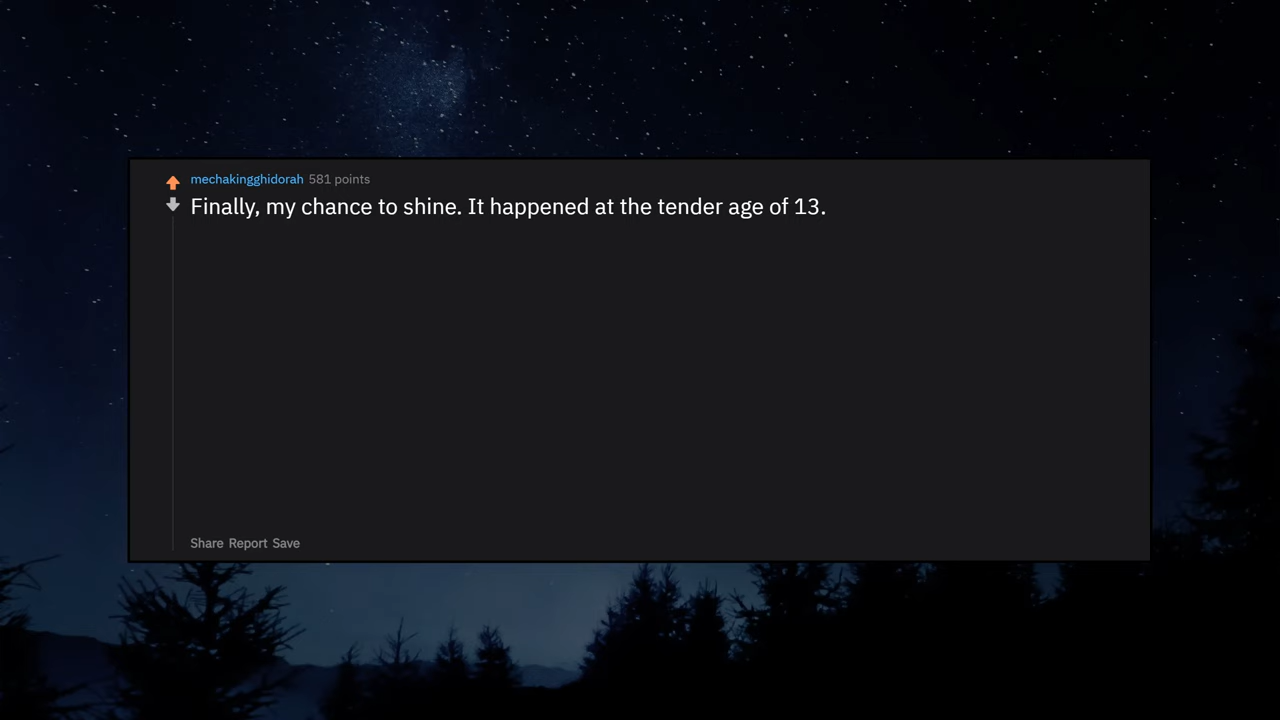 mechakingghidorah 581 points
Finally, my chance to shine. It happened at the tender age of 13.
Share Report Save